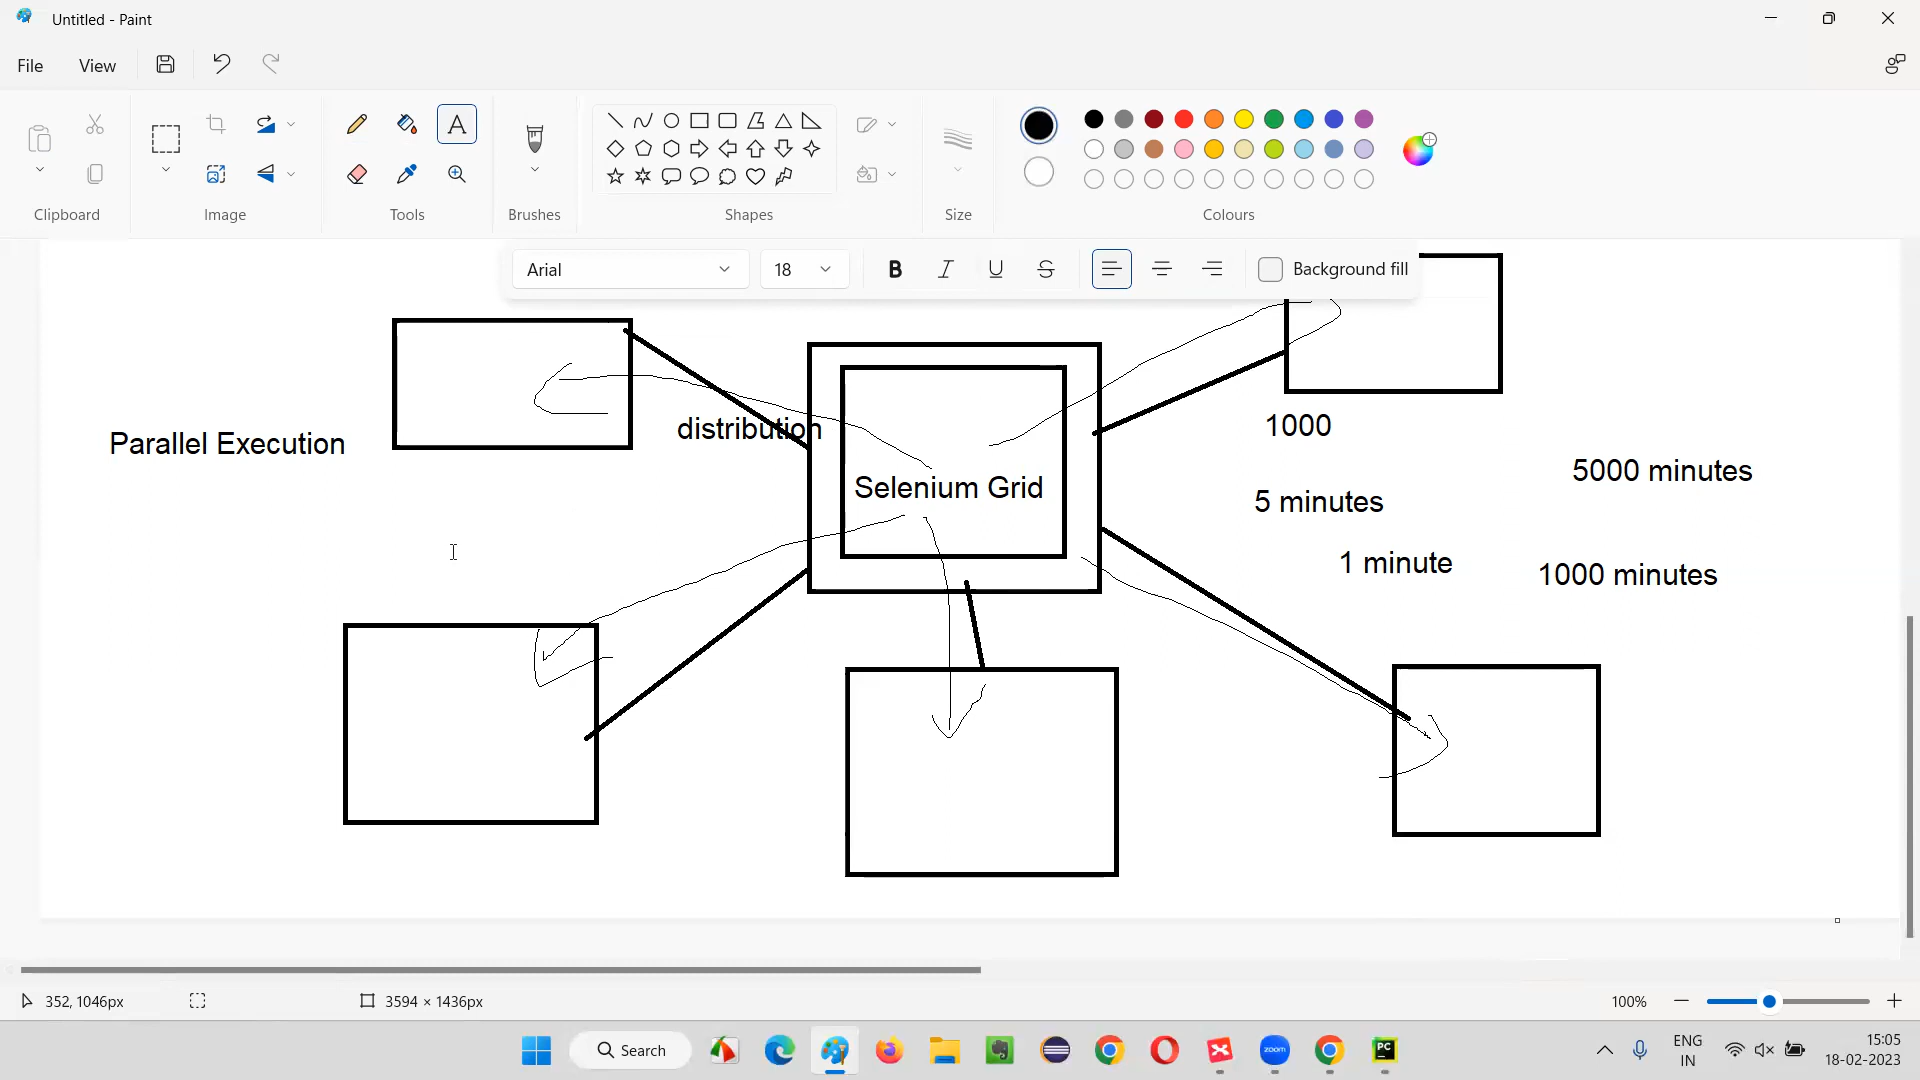 Untitled - Paint
File
View
Clipboard
Image
Tools
Brushes
Shapes
Size
Colours
Arial
18
B
I
U
S
Background fill
Parallel Execution
distribution
Selenium Grid
1000
5000 minutes
5 minutes
1 minute
1000 minutes
352, 1046px
3594 × 1436px
100%
Search
zoom
PC
ENG
IN
15:05
18-02-2023